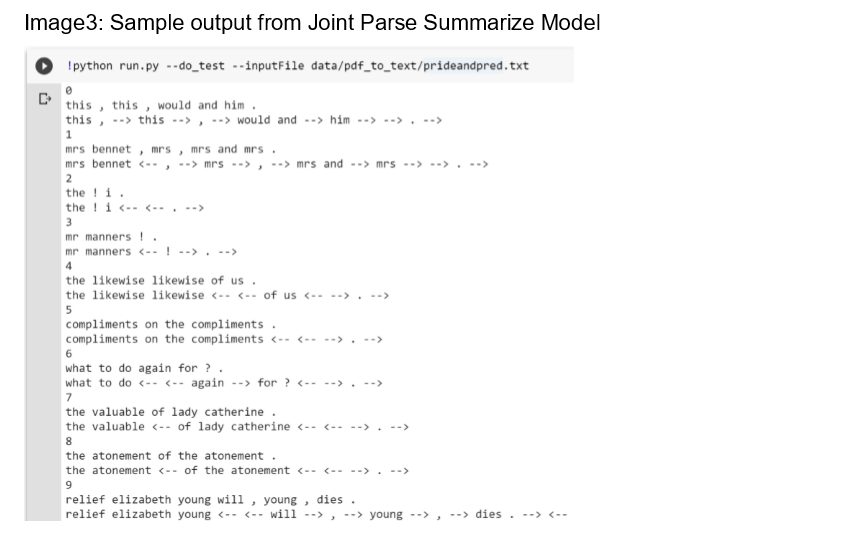 Image3: Sample output from Joint Parse Summarize Model
!python run.py --do_test --inputFile data/pdf_to_text/prideandpred.txt
0
this , this , would and him .
this , --> this --> , --> would and --> him --> --> . -->
1
mrs bennet , mrs , mrs and mrs .
mrs bennet <-- , --> mrs --> , --> mrs and --> mrs --> --> . -->
2
the ! i .
the ! i <-- <-- . -->
3
mr manners ! .
mr manners <-- ! --> . -->
4
the likewise likewise of us .
the likewise likewise <-- <-- of us <-- --> . -->
5
compliments on the compliments .
compliments on the compliments <-- <-- --> . -->
6
what to do again for ? .
what to do <-- <-- again --> for ? <-- --> . -->
7
the valuable of lady catherine .
the valuable <-- of lady catherine <-- <-- --> . -->
8
the atonement of the atonement .
the atonement <-- of the atonement <-- <-- --> . -->
9
relief elizabeth young will , young , dies .
relief elizabeth young <-- <-- will --> , --> young --> , --> dies . --> <--